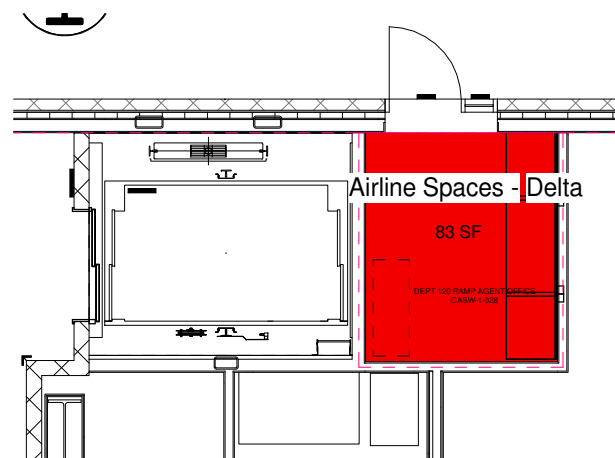 Airline Spaces - Delta
83 SF
DEPT 120 RAMP AGENT OFFICE
CASW-1-028